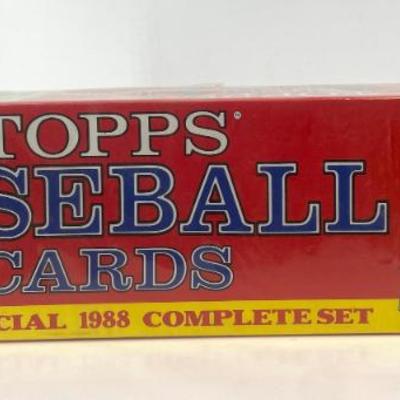 TOPPS®
SEBALL
CARDS
CIAL 1988 COMPLETE SET